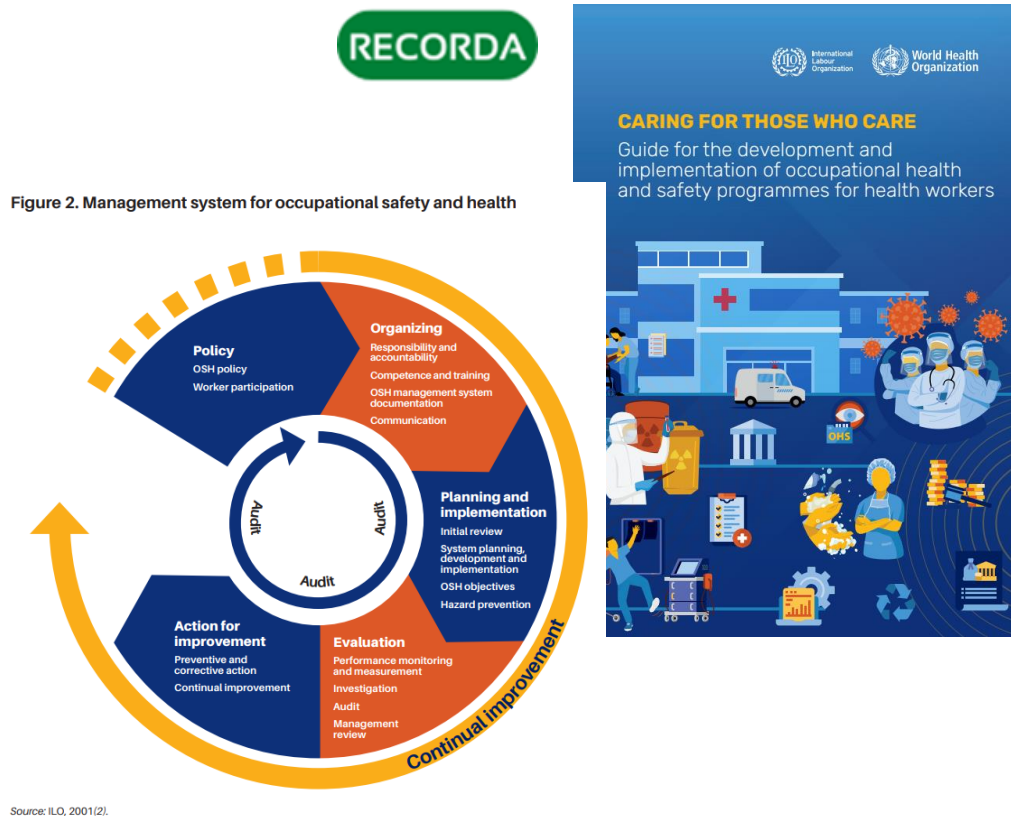 RECORDA
International
Labour
Organization
World Health
Organization
CARING FOR THOSE WHO CARE
Guide for the development and
implementation of occupational health
and safety programmes for health workers
OHS
Figure 2. Management system for occupational safety and health
Policy
OSH policy
Worker participation
Organizing
Responsibility and
accountability
Competence and training
OSH management system
documentation
Communication
Planning and
implementation
Initial review
System planning,
development and
implementation
OSH objectives
Hazard prevention
Evaluation
Performance monitoring
and measurement
Investigation
Audit
Management
review
Action for
improvement
Preventive and
corrective action
Continual improvement
Audit
Audit
Audit
Continual improvement
Source: ILO, 2001(2).